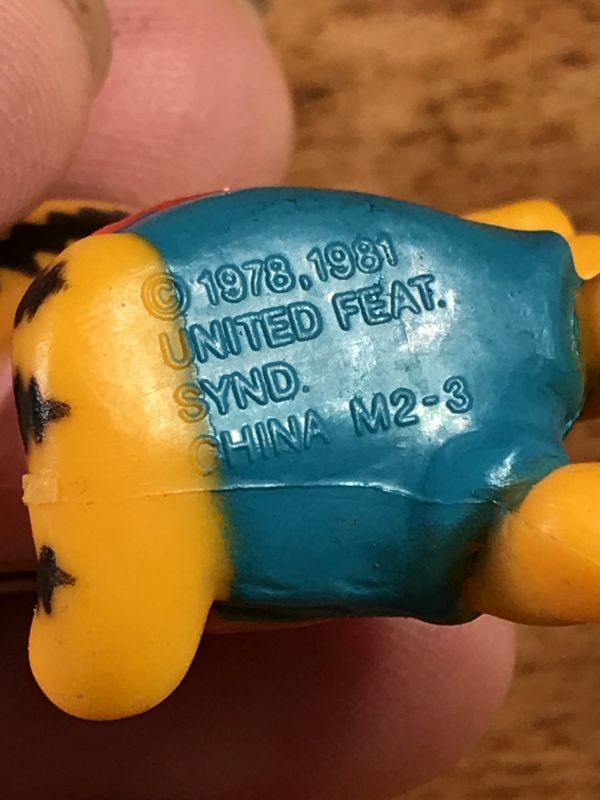 © 1978,1981
UNITED FEAT.
SYND.
CHINA M2-3